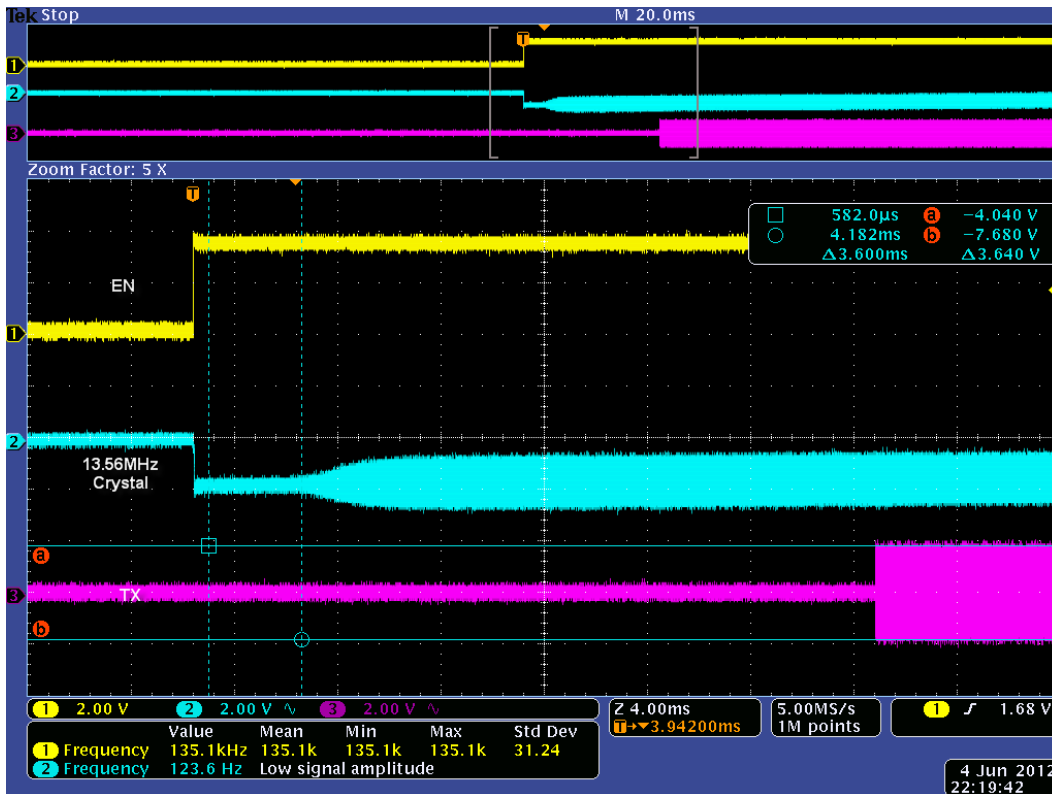 Tek Stop M 20.0ms
T
1
2
3
Zoom Factor: 5 X
T
582.0µs a −4.040 V
4.182ms b −7.680 V
Δ3.600ms Δ3.640 V
EN
1
2
13.56MHz
Crystal
a
3 TX
b
1 2.00 V 2 2.00 V 3 2.00 V
Z 4.00ms
T→▼3.94200ms
5.00MS/s
1M points
1 1.68 V
Value Mean Min Max Std Dev
1 Frequency 135.1kHz 135.1k 135.1k 135.1k 31.24
2 Frequency 123.6 Hz Low signal amplitude
4 Jun 2012
22:19:42